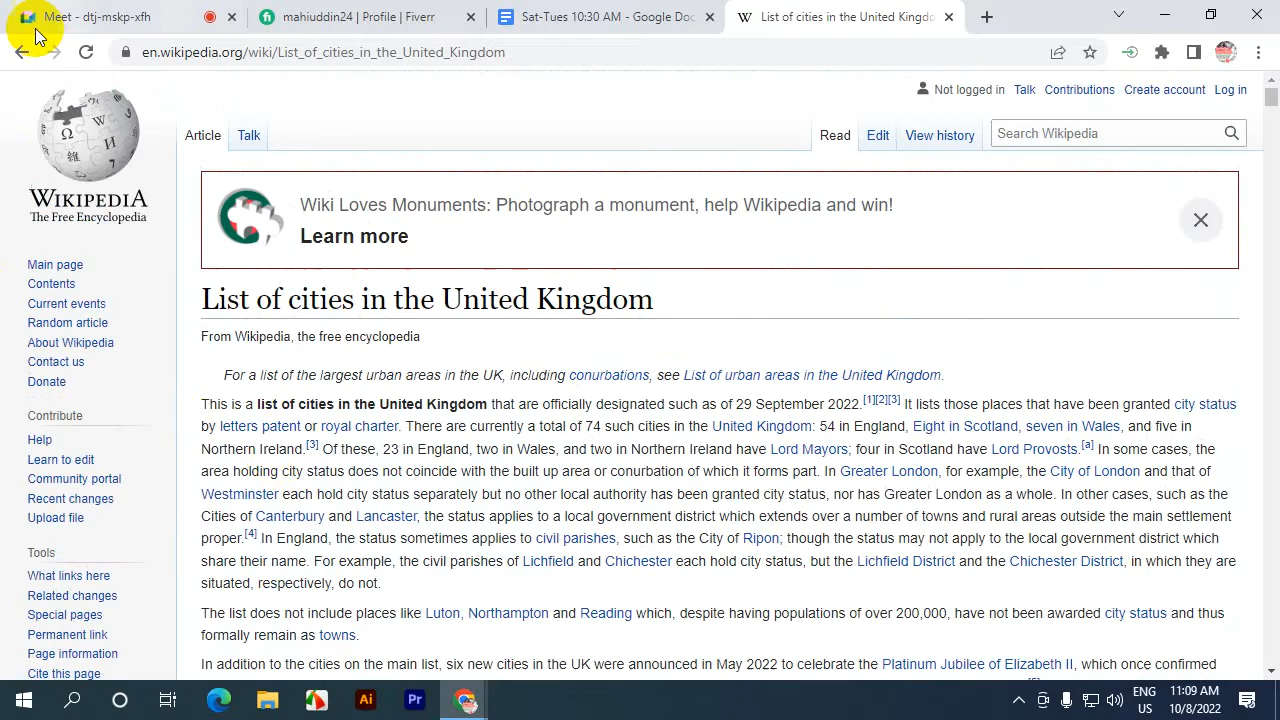 Meet - dtj-mskp-xfh
mahiuddin24 | Profile | Fiverr
Sat-Tues 10:30 AM - Google Doc
List of cities in the United Kingdo
en.wikipedia.org/wiki/List_of_cities_in_the_United_Kingdom
Not logged in Talk Contributions Create account Log in
Article Talk Read Edit View history Search Wikipedia
WIKIPEDIA
The Free Encyclopedia
Main page
Contents
Current events
Random article
About Wikipedia
Contact us
Donate
Contribute
Help
Learn to edit
Community portal
Recent changes
Upload file
Tools
What links here
Related changes
Special pages
Permanent link
Page information
Cite this page
Wiki Loves Monuments: Photograph a monument, help Wikipedia and win!
Learn more
List of cities in the United Kingdom
From Wikipedia, the free encyclopedia
For a list of the largest urban areas in the UK, including conurbations, see List of urban areas in the United Kingdom.
This is a list of cities in the United Kingdom that are officially designated such as of 29 September 2022.[1][2][3] It lists those places that have been granted city status
by letters patent or royal charter. There are currently a total of 74 such cities in the United Kingdom: 54 in England, Eight in Scotland, seven in Wales, and five in
Northern Ireland.[3] Of these, 23 in England, two in Wales, and two in Northern Ireland have Lord Mayors; four in Scotland have Lord Provosts.[a] In some cases, the
area holding city status does not coincide with the built up area or conurbation of which it forms part. In Greater London, for example, the City of London and that of
Westminster each hold city status separately but no other local authority has been granted city status, nor has Greater London as a whole. In other cases, such as the
Cities of Canterbury and Lancaster, the status applies to a local government district which extends over a number of towns and rural areas outside the main settlement
proper.[4] In England, the status sometimes applies to civil parishes, such as the City of Ripon; though the status may not apply to the local government district which
share their name. For example, the civil parishes of Lichfield and Chichester each hold city status, but the Lichfield District and the Chichester District, in which they are
situated, respectively, do not.
The list does not include places like Luton, Northampton and Reading which, despite having populations of over 200,000, have not been awarded city status and thus
formally remain as towns.
In addition to the cities on the main list, six new cities in the UK were announced in May 2022 to celebrate the Platinum Jubilee of Elizabeth II, which once confirmed
Ai
Pr
ENG
US
11:09 AM
10/8/2022